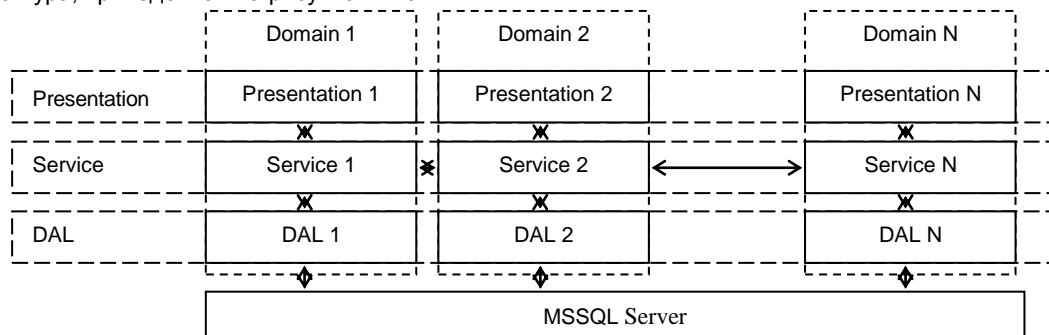 Domain 1 Domain 2 Domain N
Presentation Presentation 1 Presentation 2 Presentation N
Service Service 1 Service 2 Service N
DAL DAL 1 DAL 2 DAL N
MSSQL Server